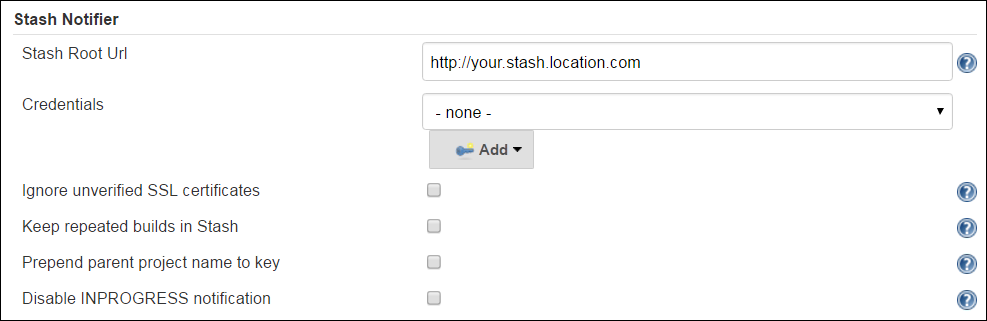 Stash Notifier
Stash Root Url
http://your.stash.location.com
Credentials
- none -
Add
Ignore unverified SSL certificates
Keep repeated builds in Stash
Prepend parent project name to key
Disable INPROGRESS notification